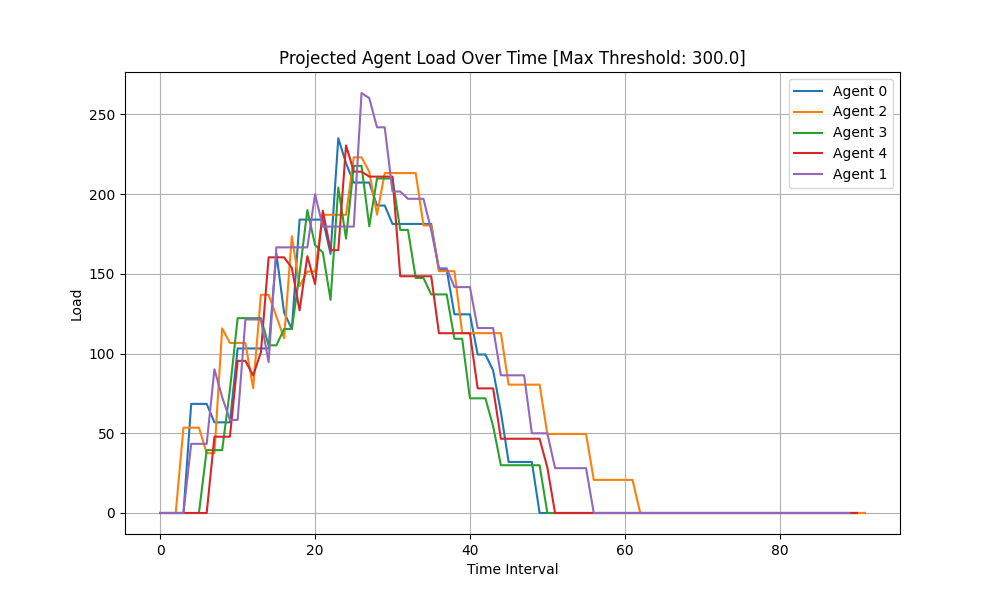 Projected Agent Load Over Time [Max Threshold: 300.0]
Agent 0
Agent 2
Agent 3
Agent 4
Agent 1
Load
250
200
150
100
50
0
0 20 40 60 80
Time Interval